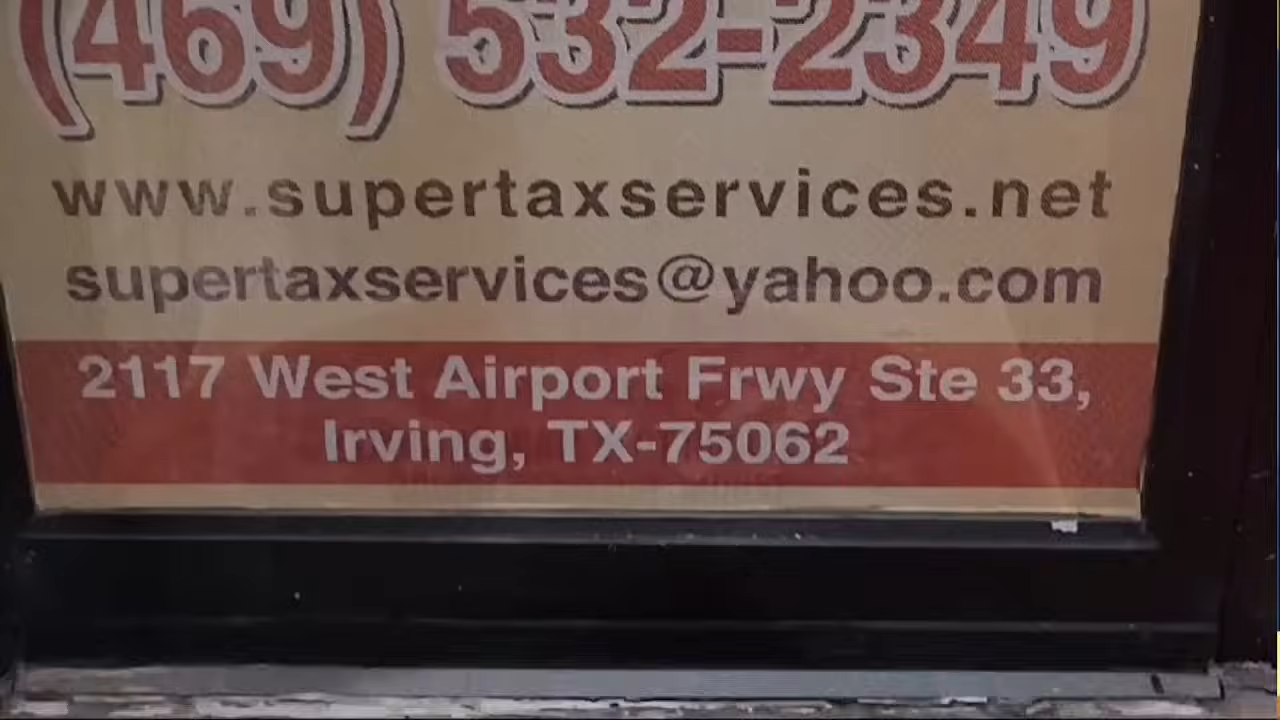 (469) 532-2349
www.supertaxservices.net
supertaxservices@yahoo.com
2117 West Airport Frwy Ste 33,
Irving, TX-75062